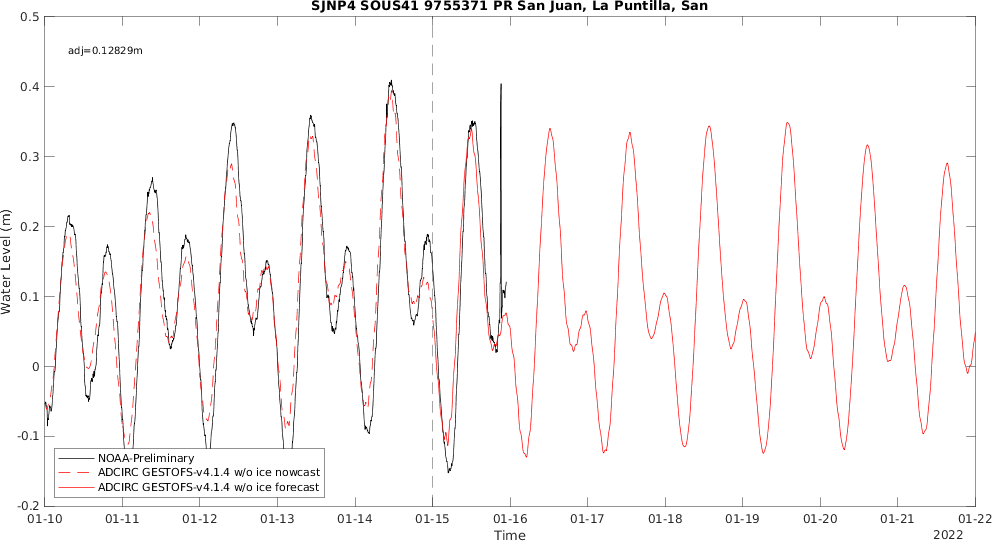 SJNP4 SOUS41 9755371 PR San Juan, La Puntilla, San
adj=0.12829m
Water Level (m)
0.5
0.4
0.3
0.2
0.1
0
-0.1
-0.2
NOAA-Preliminary
ADCIRC GESTOFS-v4.1.4 w/o ice nowcast
ADCIRC GESTOFS-v4.1.4 w/o ice forecast
01-10 01-11 01-12 01-13 01-14 01-15 01-16 01-17 01-18 01-19 01-20 01-21 01-22
Time
2022